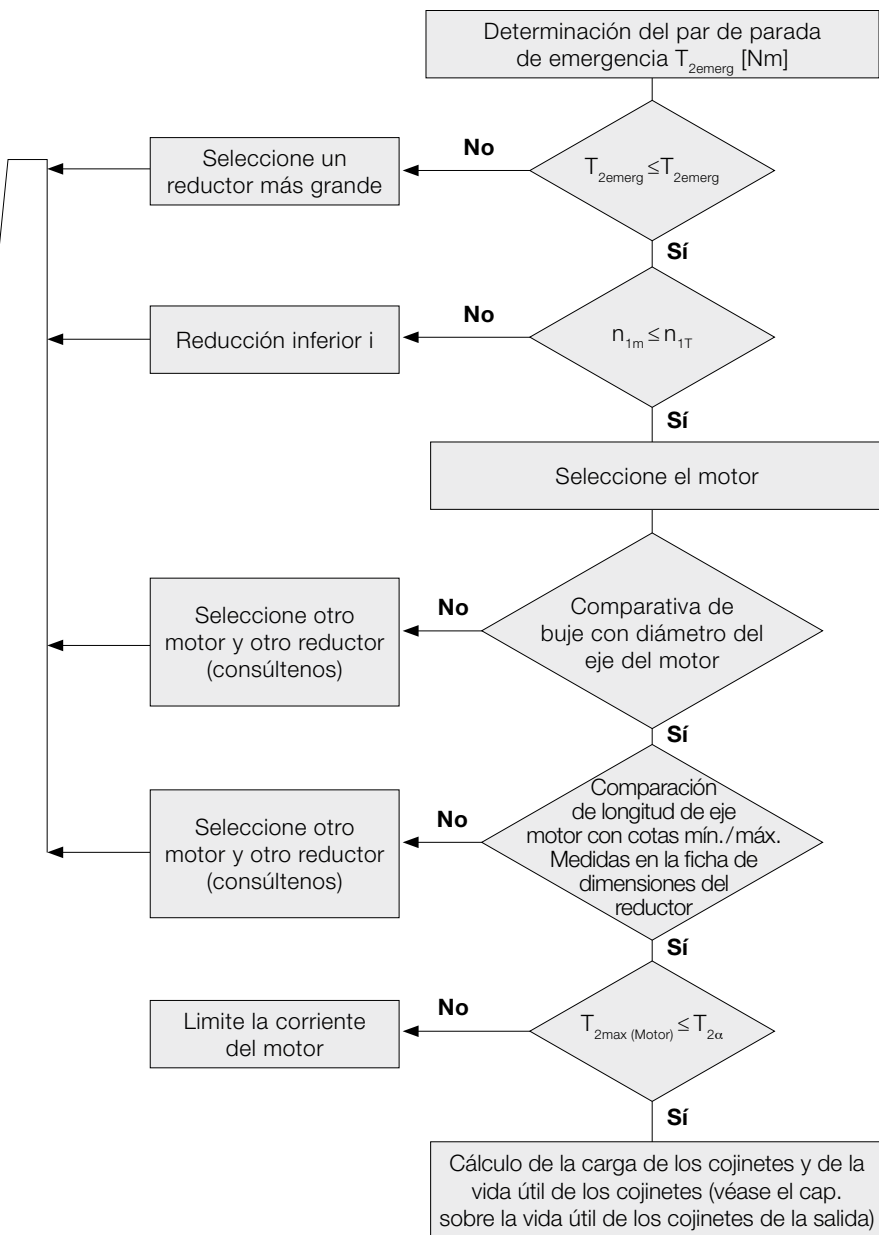 Determinación del par de parada
de emergencia T2emerg [Nm]
No
Seleccione un
reductor más grande
T2emerg ≤ T2emerg
Sí
No
Reducción inferior i
n1m ≤ n1T
Sí
Seleccione el motor
Seleccione otro
motor y otro reductor
(consúltenos)
No
Comparativa de
buje con diámetro del
eje del motor
Sí
Seleccione otro
motor y otro reductor
(consúltenos)
No
Comparación
de longitud de eje
motor con cotas mín./máx.
Medidas en la ficha de
dimensiones del
reductor
Sí
Limite la corriente
del motor
No
T2max (Motor) ≤ T2α
Sí
Cálculo de la carga de los cojinetes y de la
vida útil de los cojinetes (véase el cap.
sobre la vida útil de los cojinetes de la salida)